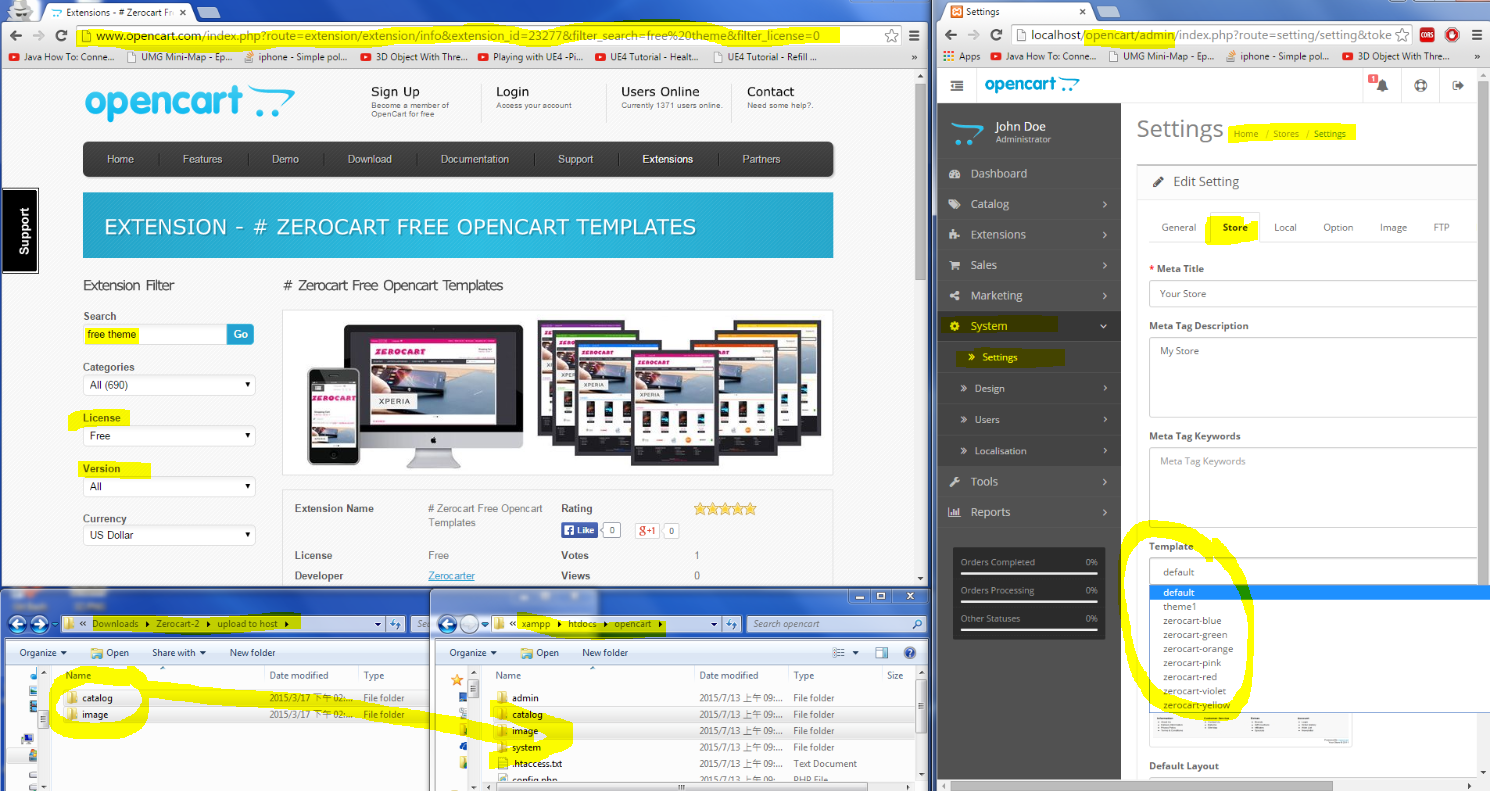 Extensions - # Zerocart Fr
www.opencart.com/index.php?route=extension/extension/info&extension_id=23277&filter_search=free%20theme&filter_license=0
Java How To: Conne...
UMG Mini-Map - Ep...
iphone - Simple pol...
3D Object With Thre...
Playing with UE4 -Pi...
UE4 Tutorial - Healt...
UE4 Tutorial - Refill ...
»
opencart
Sign Up
Become a member of
OpenCart for free
Login
Access your account
Users Online
Currently 1371 users online.
Contact
Need some help?.
Home
Features
Demo
Download
Documentation
Support
Extensions
Partners
Support
EXTENSION - # ZEROCART FREE OPENCART TEMPLATES
Extension Filter
Search
free theme
Go
Categories
All (690)
License
Free
Version
All
Currency
US Dollar
# Zerocart Free Opencart Templates
ZEROCART
XPERIA
ZEROCART
Extension Name
# Zerocart Free Opencart
Templates
Rating
Like
0
g+1
0
License
Free
Votes
1
Developer
Zerocarter
Views
0
« Downloads Zerocart-2 upload to host
Organize
Open
Share with
New folder
Name
Date modified
Type
catalog
2015/3/17 下午 02:...
File folder
image
2015/3/17 下午 02:...
File folder
« xampp htdocs opencart
Search opencart
Organize
Open
New folder
Name
Date modified
Type
Size
admin
2015/7/13 上午 09:...
File folder
catalog
2015/7/13 上午 09:...
File folder
image
2015/7/13 上午 09:...
File folder
system
2015/7/13 上午 09:...
File folder
.htaccess.txt
2015/7/13 上午 09:...
Text Document
config.php
2015/7/13 上午 09:...
PHP File
Settings
localhost/opencart/admin/index.php?route=setting/setting&toke
CORS
Apps
Java How To: Conne...
UMG Mini-Map - Ep...
iphone - Simple pol...
3D Object With Thre...
»
opencart
1
John Doe
Administrator
Dashboard
Catalog
Extensions
Sales
Marketing
System
» Settings
» Design
» Users
» Localisation
Tools
Reports
Orders Completed 0%
Orders Processing 0%
Other Statuses 0%
Settings
Home / Stores / Settings
Edit Setting
General
Store
Local
Option
Image
FTP
* Meta Title
Your Store
Meta Tag Description
My Store
Meta Tag Keywords
Meta Tag Keywords
Template
default
default
theme1
zerocart-blue
zerocart-green
zerocart-orange
zerocart-pink
zerocart-red
zerocart-violet
zerocart-yellow
Default Layout